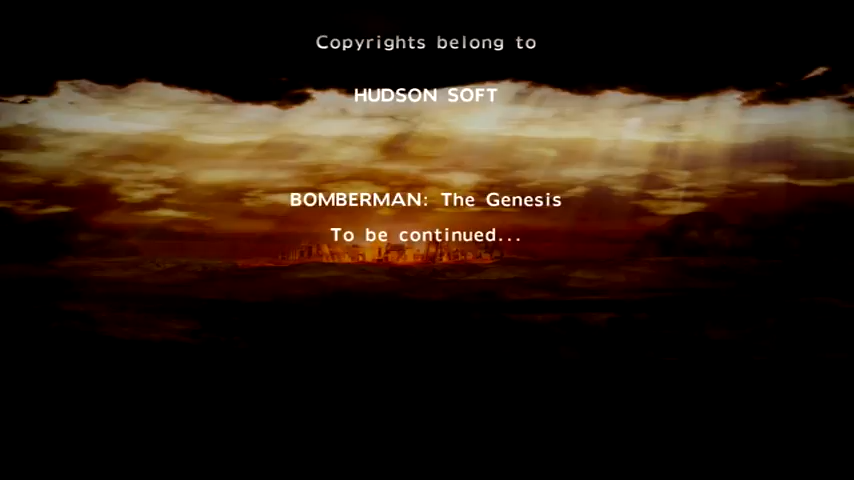 Copyrights belong to
HUDSON SOFT
BOMBERMAN: The Genesis
To be continued...